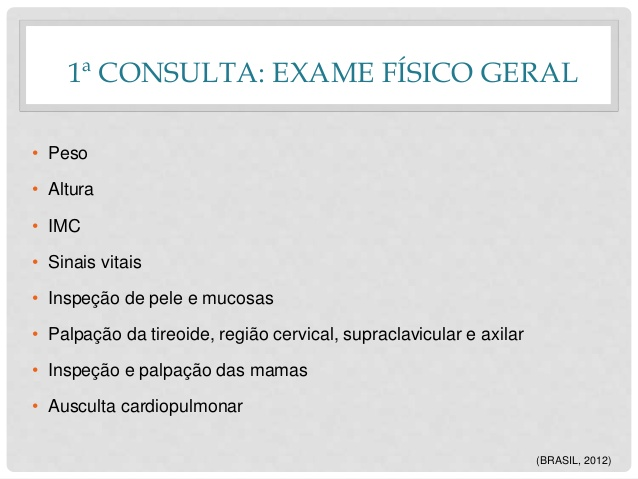 1ª CONSULTA: EXAME FÍSICO GERAL
• Peso
• Altura
• IMC
• Sinais vitais
• Inspeção de pele e mucosas
• Palpação da tireoide, região cervical, supraclavicular e axilar
• Inspeção e palpação das mamas
• Ausculta cardiopulmonar
(BRASIL, 2012)